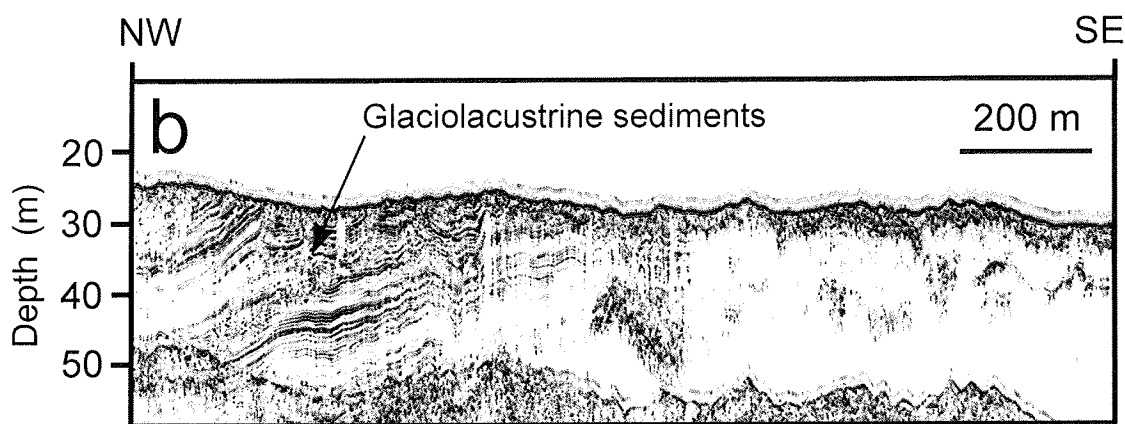 NW
SE
b
Glaciolacustrine sediments
200 m
20
30
40
50
Depth (m)